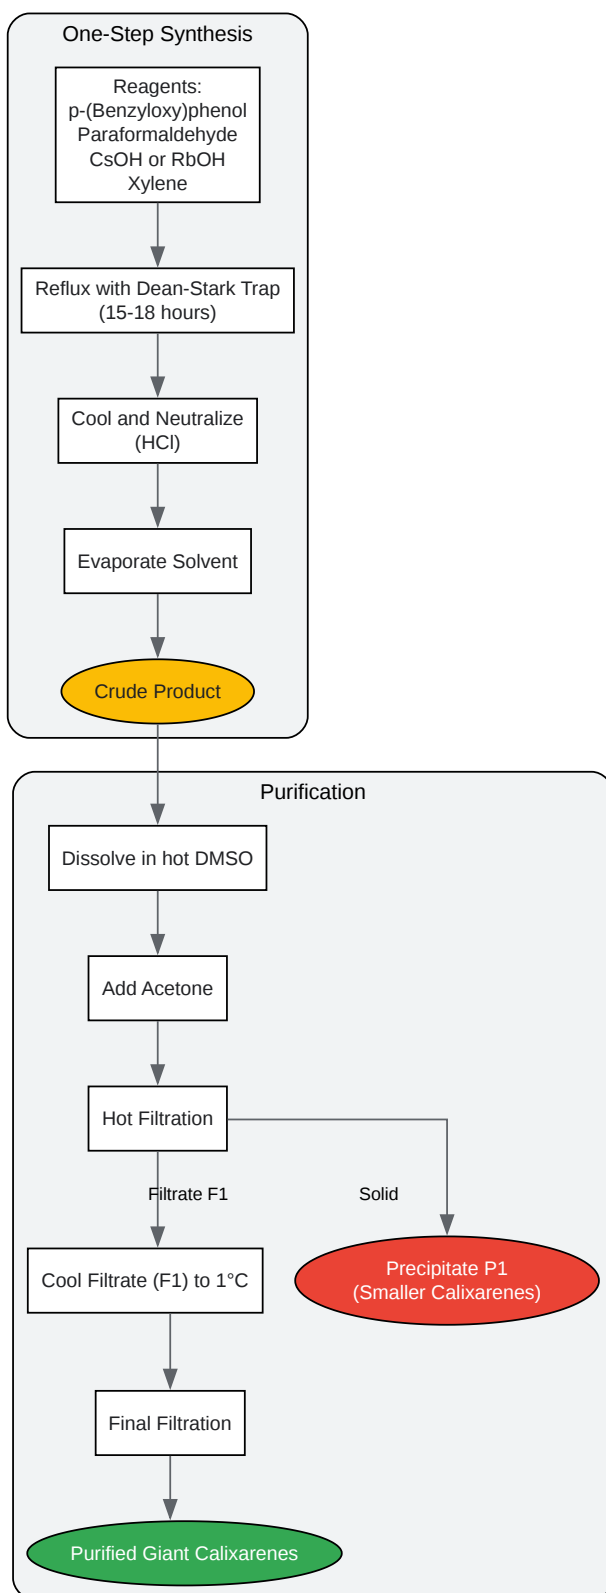 One-Step Synthesis
Reagents:
p-(Benzyloxy)phenol
Paraformaldehyde
CsOH or RbOH
Xylene
Reflux with Dean-Stark Trap
(15-18 hours)
Cool and Neutralize
(HCl)
Evaporate Solvent
Crude Product
Purification
Dissolve in hot DMSO
Add Acetone
Hot Filtration
Filtrate F1
Solid
Cool Filtrate (F1) to 1°C
Precipitate P1
(Smaller Calixarenes)
Final Filtration
Purified Giant Calixarenes